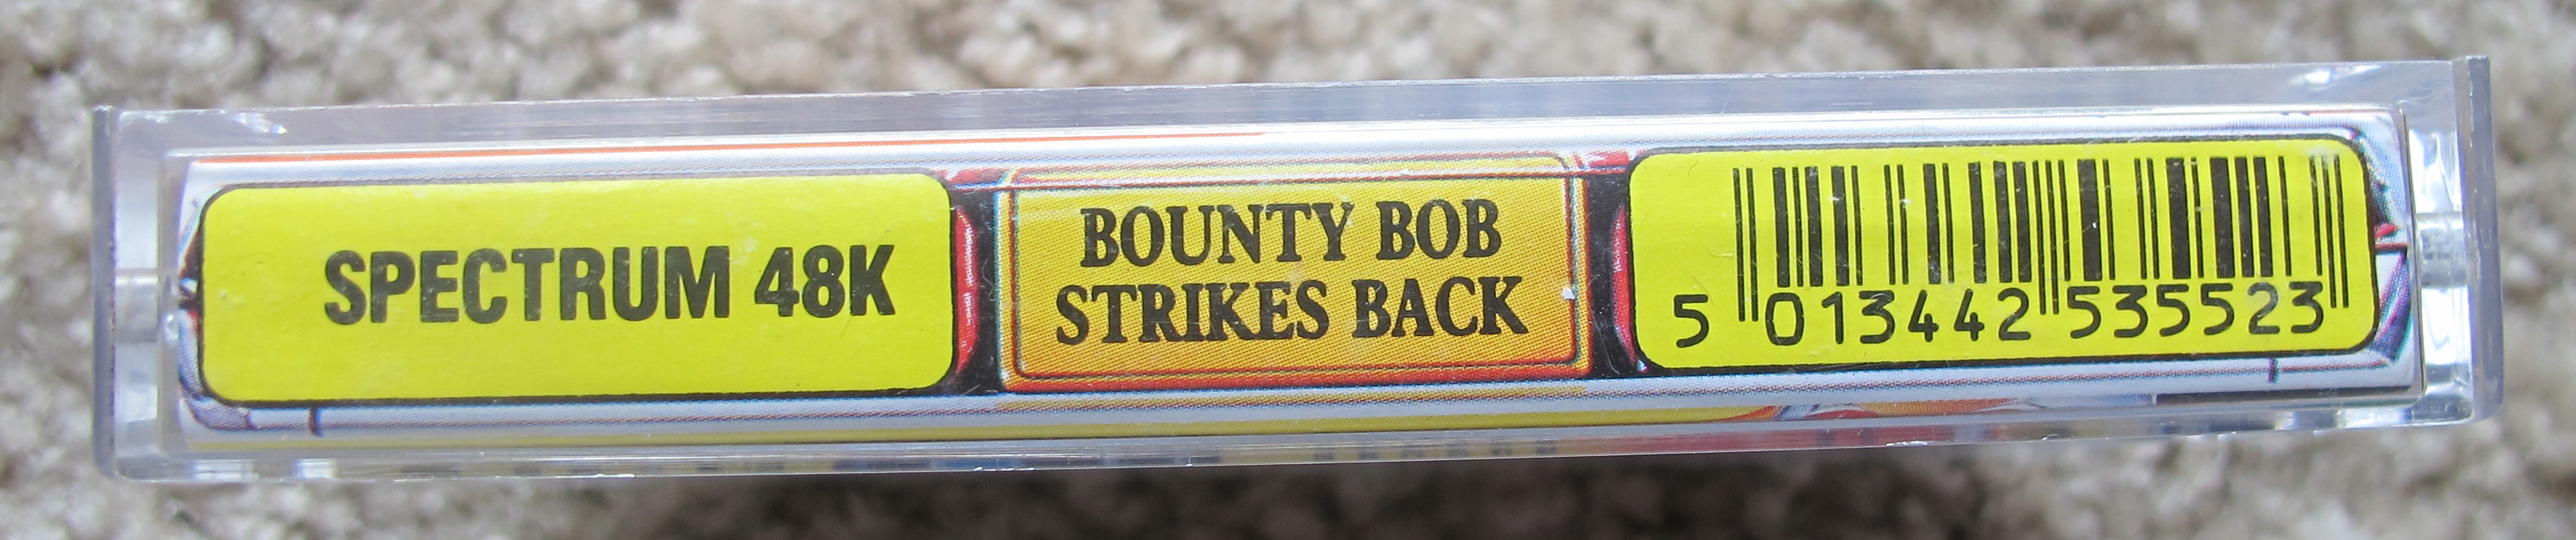 SPECTRUM 48K
BOUNTY BOB
STRIKES BACK
5 013442 535523